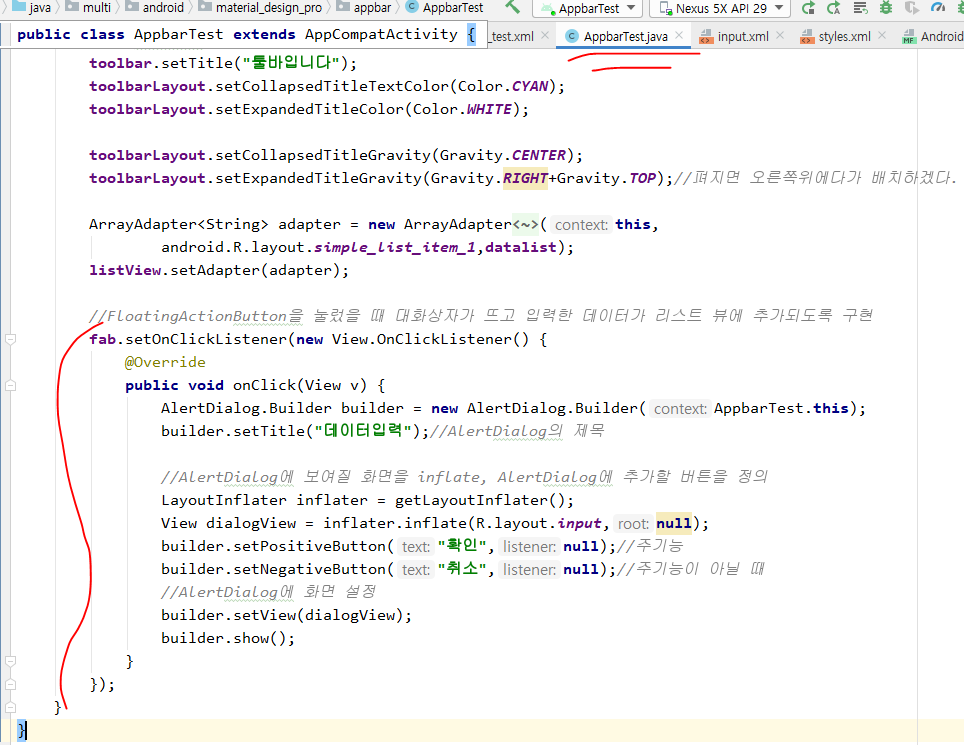 java multi android material_design_pro appbar AppbarTest AppbarTest Nexus 5X API 29
public class AppbarTest extends AppCompatActivity { _test.xml AppbarTest.java input.xml styles.xml Android
toolbar.setTitle("툴바입니다");
toolbarLayout.setCollapsedTitleTextColor(Color.CYAN);
toolbarLayout.setExpandedTitleColor(Color.WHITE);
toolbarLayout.setCollapsedTitleGravity(Gravity.CENTER);
toolbarLayout.setExpandedTitleGravity(Gravity.RIGHT+Gravity.TOP);//펴지면 오른쪽위에다가 배치하겠다.
ArrayAdapter<String> adapter = new ArrayAdapter<~>( context: this,
android.R.layout.simple_list_item_1,datalist);
listView.setAdapter(adapter);
//FloatingActionButton을 눌렀을 때 대화상자가 뜨고 입력한 데이터가 리스트 뷰에 추가되도록 구현
fab.setOnClickListener(new View.OnClickListener() {
@Override
public void onClick(View v) {
AlertDialog.Builder builder = new AlertDialog.Builder( context: AppbarTest.this);
builder.setTitle("데이터입력");//AlertDialog의 제목
//AlertDialog에 보여질 화면을 inflate, AlertDialog에 추가할 버튼을 정의
LayoutInflater inflater = getLayoutInflater();
View dialogView = inflater.inflate(R.layout.input, root: null);
builder.setPositiveButton( text: "확인", listener: null);//주기능
builder.setNegativeButton( text: "취소", listener: null);//주기능이 아닐 때
//AlertDialog에 화면 설정
builder.setView(dialogView);
builder.show();
}
});
}
}